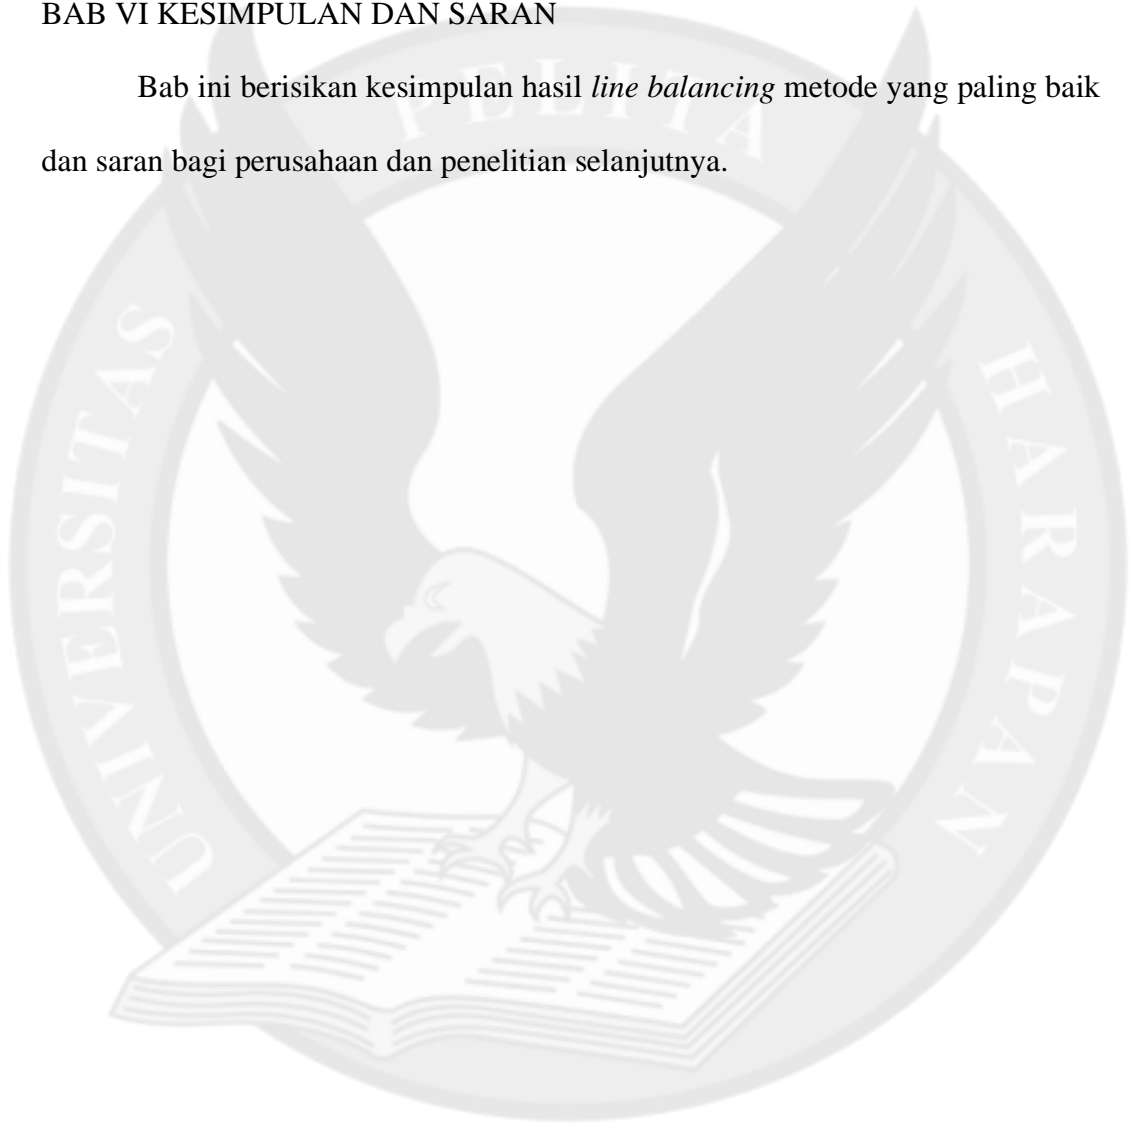 BAB VI KESIMPULAN DAN SARAN
Bab ini berisikan kesimpulan hasil line balancing metode yang paling baik
dan saran bagi perusahaan dan penelitian selanjutnya.
UNIVERSITAS
PELITA
HARAPAN